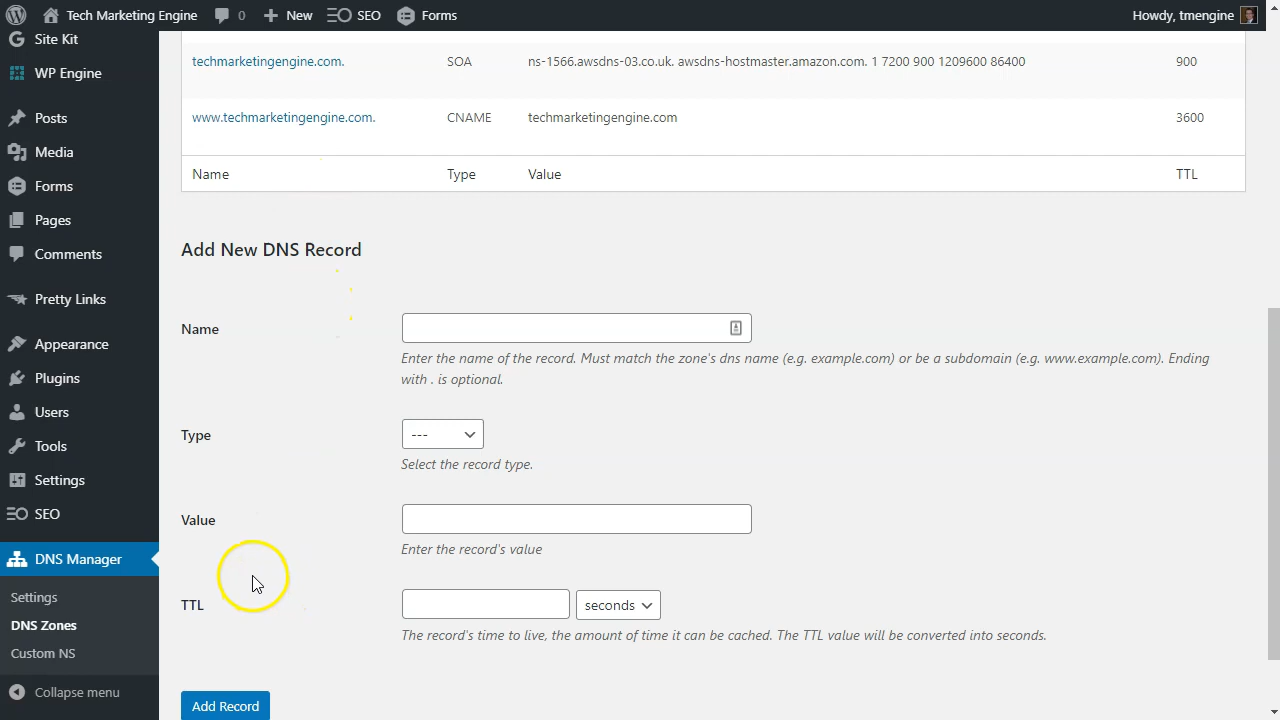 Tech Marketing Engine 0 New SEO Forms Howdy, tmengine
Site Kit
WP Engine
Posts
Media
Forms
Pages
Comments
Pretty Links
Appearance
Plugins
Users
Tools
Settings
SEO
DNS Manager
Settings
DNS Zones
Custom NS
Collapse menu
techmarketingengine.com. SOA ns-1566.awsdns-03.co.uk. awsdns-hostmaster.amazon.com. 1 7200 900 1209600 86400 900
www.techmarketingengine.com. CNAME techmarketingengine.com 3600
Name Type Value TTL
Add New DNS Record
Name
Enter the name of the record. Must match the zone's dns name (e.g. example.com) or be a subdomain (e.g. www.example.com). Ending
with . is optional.
Type ---
Select the record type.
Value
Enter the record's value
TTL seconds
The record's time to live, the amount of time it can be cached. The TTL value will be converted into seconds.
Add Record